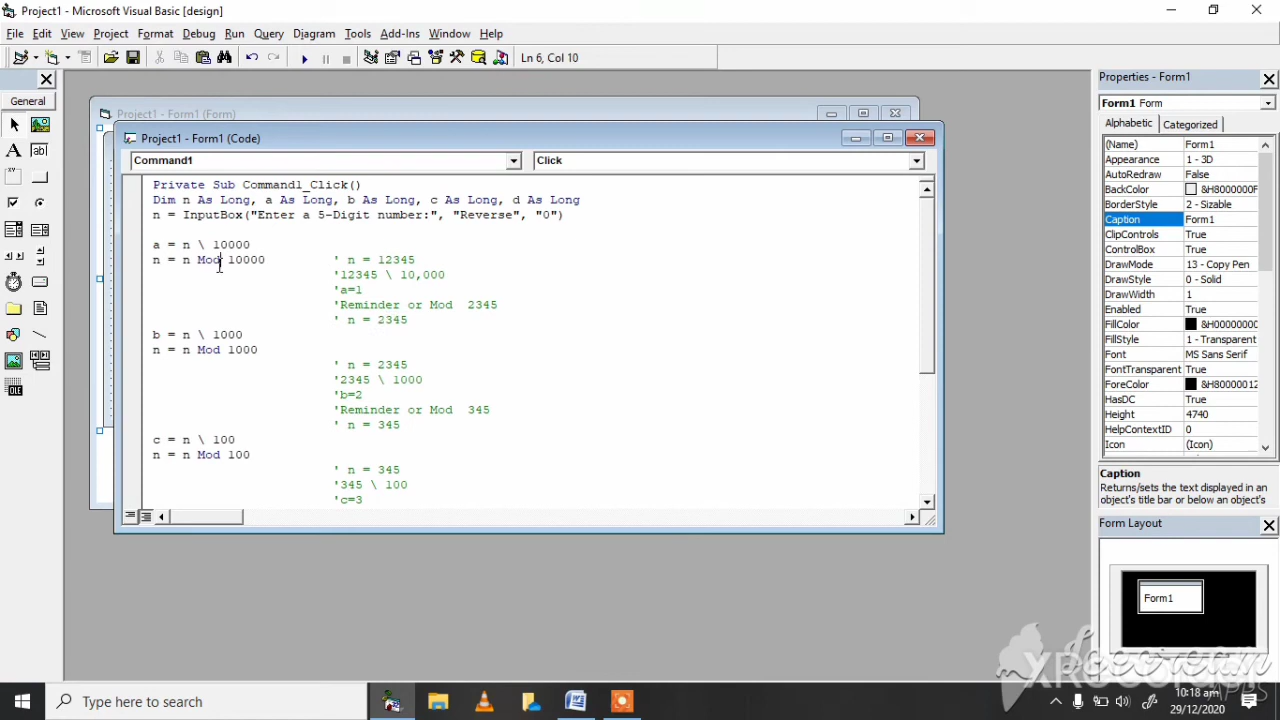 Project1 - Microsoft Visual Basic [design]
File Edit View Project Format Debug Run Query Diagram Tools Add-Ins Window Help
Ln 6, Col 10
General
Project1 - Form1 (Form)
Project1 - Form1 (Code)
Command1 Click
Private Sub Command1_Click()
Dim n As Long, a As Long, b As Long, c As Long, d As Long
n = InputBox("Enter a 5-Digit number:", "Reverse", "0")
a = n \ 10000
n = n Mod 10000 ' n = 12345
'12345 \ 10,000
'a=1
'Reminder or Mod 2345
' n = 2345
b = n \ 1000
n = n Mod 1000
' n = 2345
'2345 \ 1000
'b=2
'Reminder or Mod 345
' n = 345
c = n \ 100
n = n Mod 100
' n = 345
'345 \ 100
'c=3
Properties - Form1
Form1 Form
Alphabetic Categorized
(Name) Form1
Appearance 1 - 3D
AutoRedraw False
BackColor &H8000000F
BorderStyle 2 - Sizable
Caption Form1
ClipControls True
ControlBox True
DrawMode 13 - Copy Pen
DrawStyle 0 - Solid
DrawWidth 1
Enabled True
FillColor &H00000000
FillStyle 1 - Transparent
Font MS Sans Serif
FontTransparent True
ForeColor &H80000012
HasDC True
Height 4740
HelpContextID 0
Icon (Icon)
Caption
Returns/sets the text displayed in an
object's title bar or below an object's
Form Layout
Form1
Type here to search
10:18 am
29/12/2020